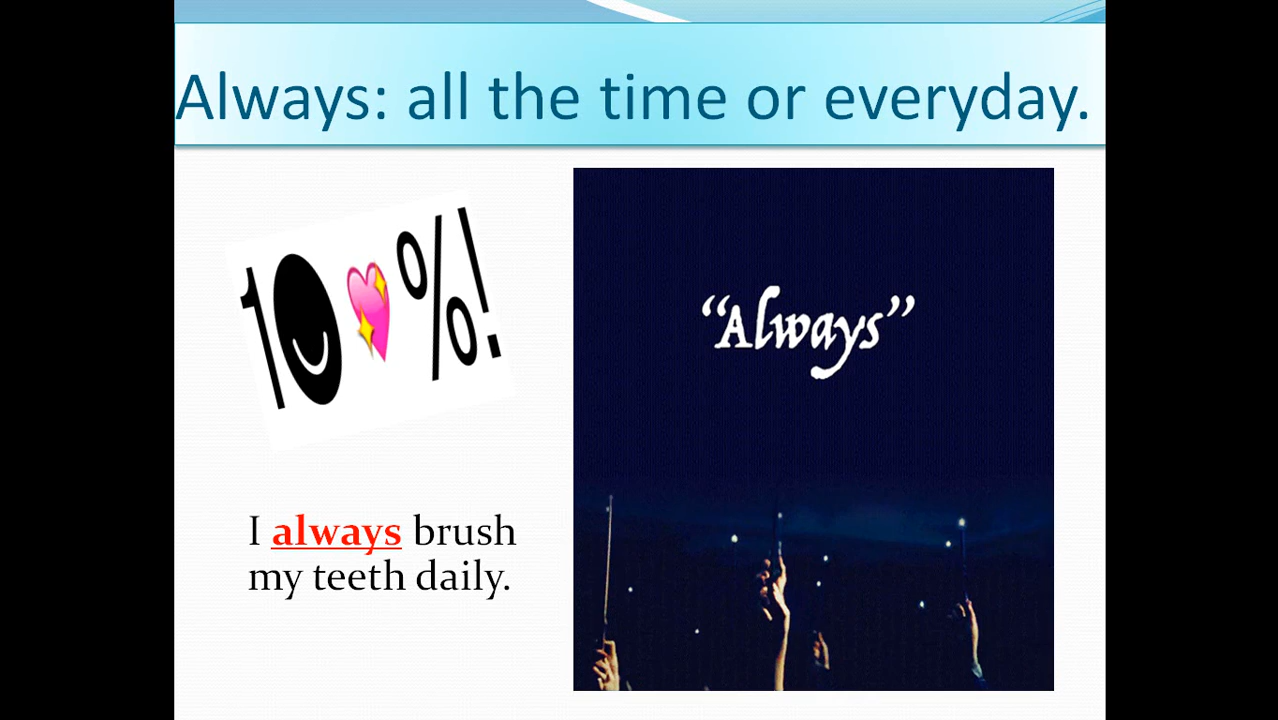 Always: all the time or everyday.
100%!
“Always”
I always brush
my teeth daily.